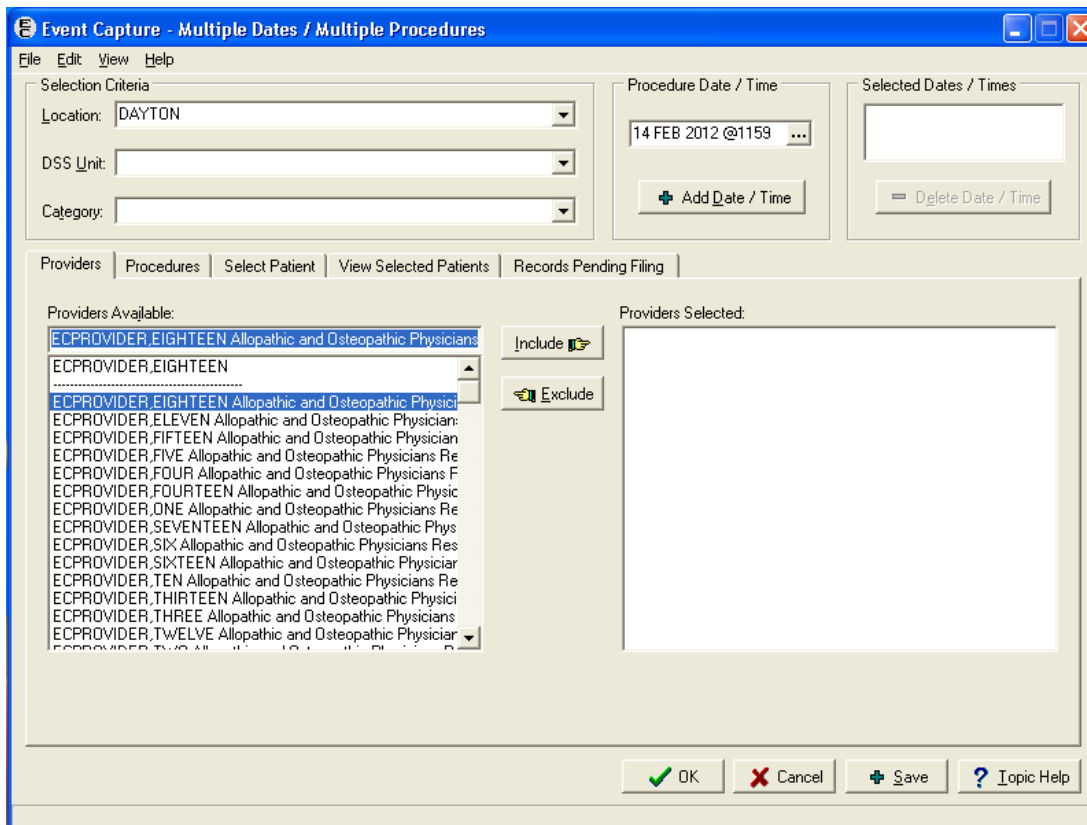 Event Capture - Multiple Dates / Multiple Procedures
File Edit View Help
Selection Criteria
Location: DAYTON
DSS Unit:
Category:
Procedure Date / Time
14 FEB 2012 @1159 ...
Add Date / Time
Selected Dates / Times
Delete Date / Time
Providers Procedures Select Patient View Selected Patients Records Pending Filing
Providers Available:
ECPROVIDER,EIGHTEEN Allopathic and Osteopathic Physicians
ECPROVIDER,EIGHTEEN
--------------------------------------------
ECPROVIDER,EIGHTEEN Allopathic and Osteopathic Physici
ECPROVIDER,ELEVEN Allopathic and Osteopathic Physician
ECPROVIDER,FIFTEEN Allopathic and Osteopathic Physician
ECPROVIDER,FIVE Allopathic and Osteopathic Physicians Re
ECPROVIDER,FOUR Allopathic and Osteopathic Physicians F
ECPROVIDER,FOURTEEN Allopathic and Osteopathic Physic
ECPROVIDER,ONE Allopathic and Osteopathic Physicians Re
ECPROVIDER,SEVENTEEN Allopathic and Osteopathic Phys
ECPROVIDER,SIX Allopathic and Osteopathic Physicians Res
ECPROVIDER,SIXTEEN Allopathic and Osteopathic Physician
ECPROVIDER,TEN Allopathic and Osteopathic Physicians Re
ECPROVIDER,THIRTEEN Allopathic and Osteopathic Physici
ECPROVIDER,THREE Allopathic and Osteopathic Physicians
ECPROVIDER,TWELVE Allopathic and Osteopathic Physician
Include
Exclude
Providers Selected:
OK Cancel Save Topic Help